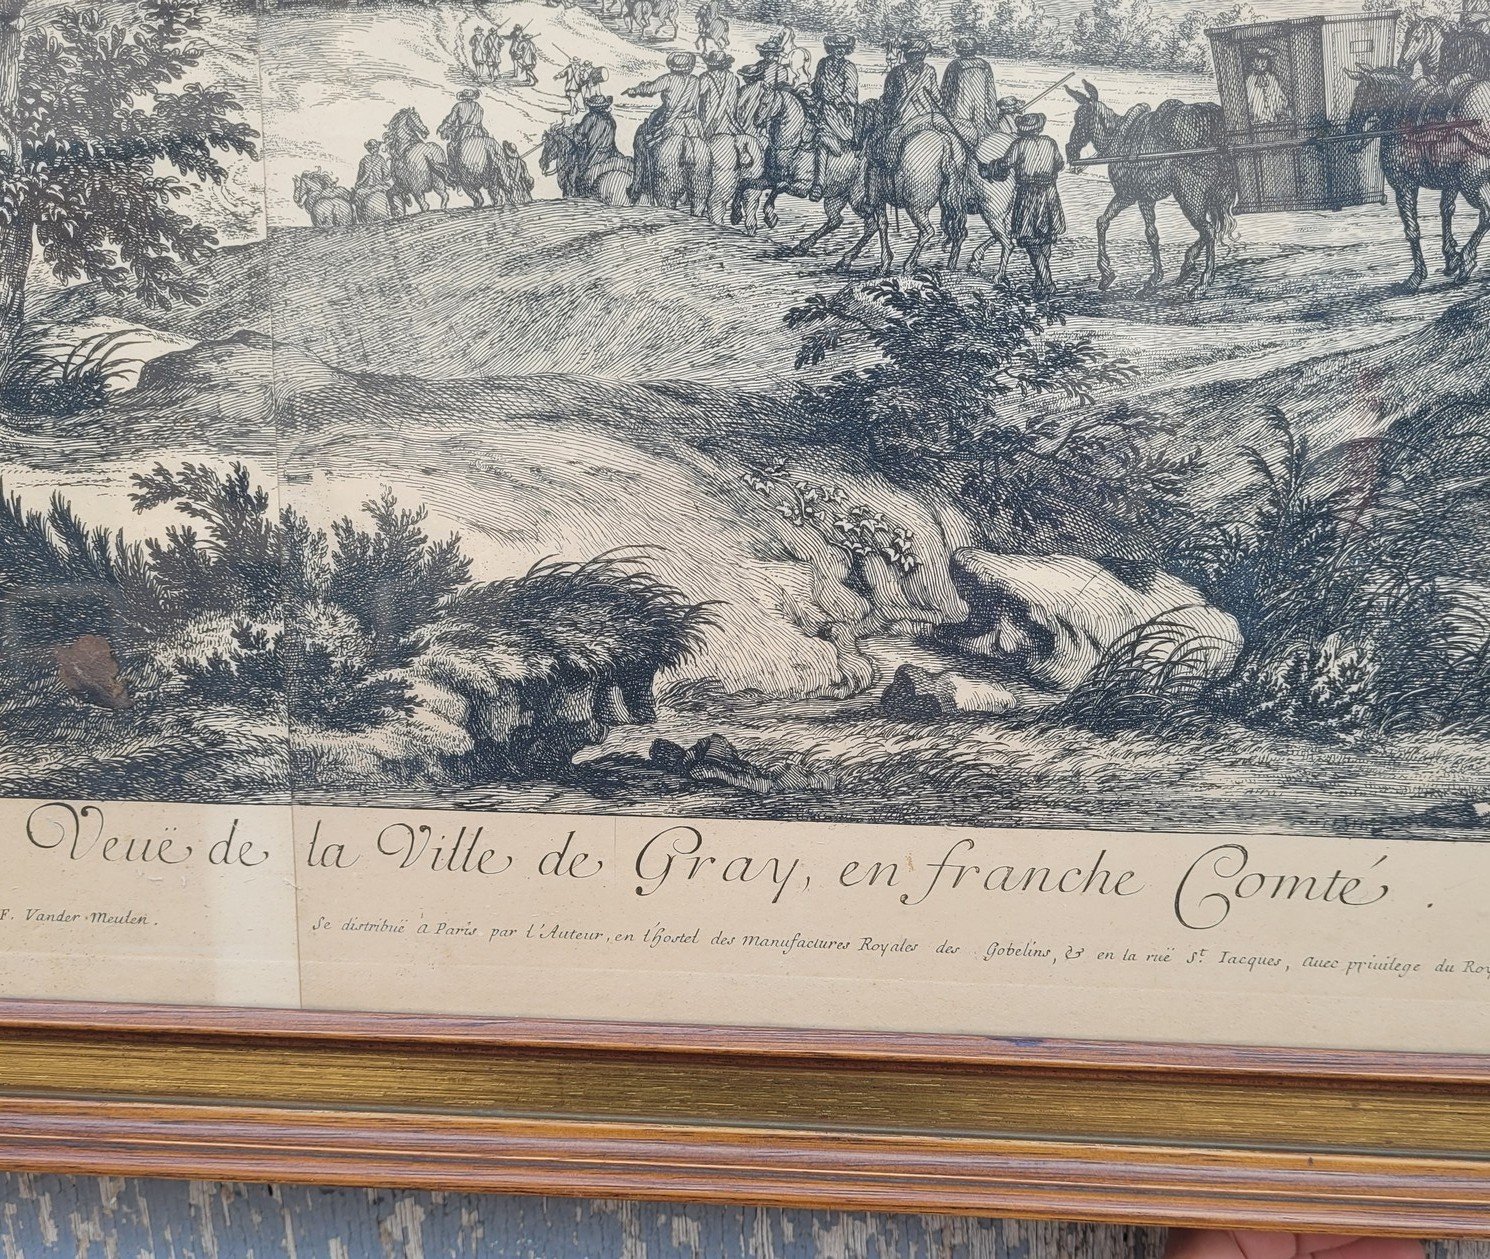 Veuë de la Ville de Gray, en franche Comté.
F. Vander Meulen.
Se distribuë à Paris par l'Auteur, en l'hostel des Manufactures Royales des Gobelins, & en la ruë St. Iacques, auec priuilege du Roy